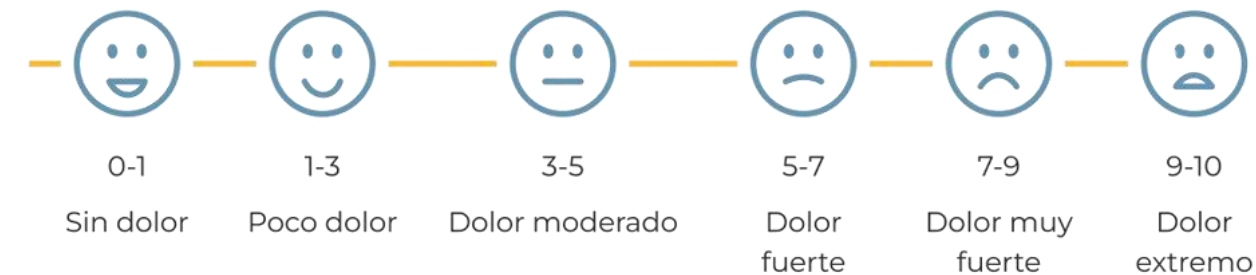 0-1 1-3 3-5 5-7 7-9 9-10
Sin dolor Poco dolor Dolor moderado Dolor Dolor muy Dolor
fuerte fuerte extremo